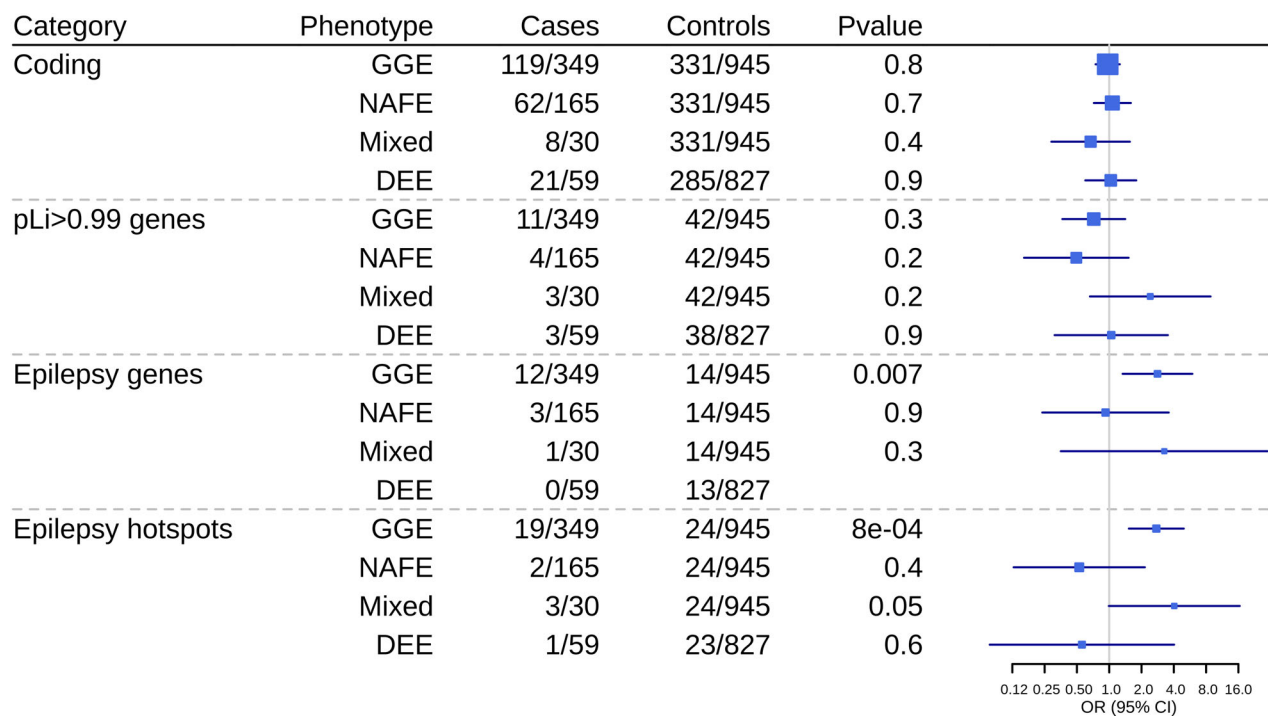 Category Phenotype Cases Controls Pvalue
Coding GGE 119/349 331/945 0.8
NAFE 62/165 331/945 0.7
Mixed 8/30 331/945 0.4
DEE 21/59 285/827 0.9
pLi>0.99 genes GGE 11/349 42/945 0.3
NAFE 4/165 42/945 0.2
Mixed 3/30 42/945 0.2
DEE 3/59 38/827 0.9
Epilepsy genes GGE 12/349 14/945 0.007
NAFE 3/165 14/945 0.9
Mixed 1/30 14/945 0.3
DEE 0/59 13/827
Epilepsy hotspots GGE 19/349 24/945 8e-04
NAFE 2/165 24/945 0.4
Mixed 3/30 24/945 0.05
DEE 1/59 23/827 0.6
0.12 0.25 0.50 1.0 2.0 4.0 8.0 16.0
OR (95% CI)